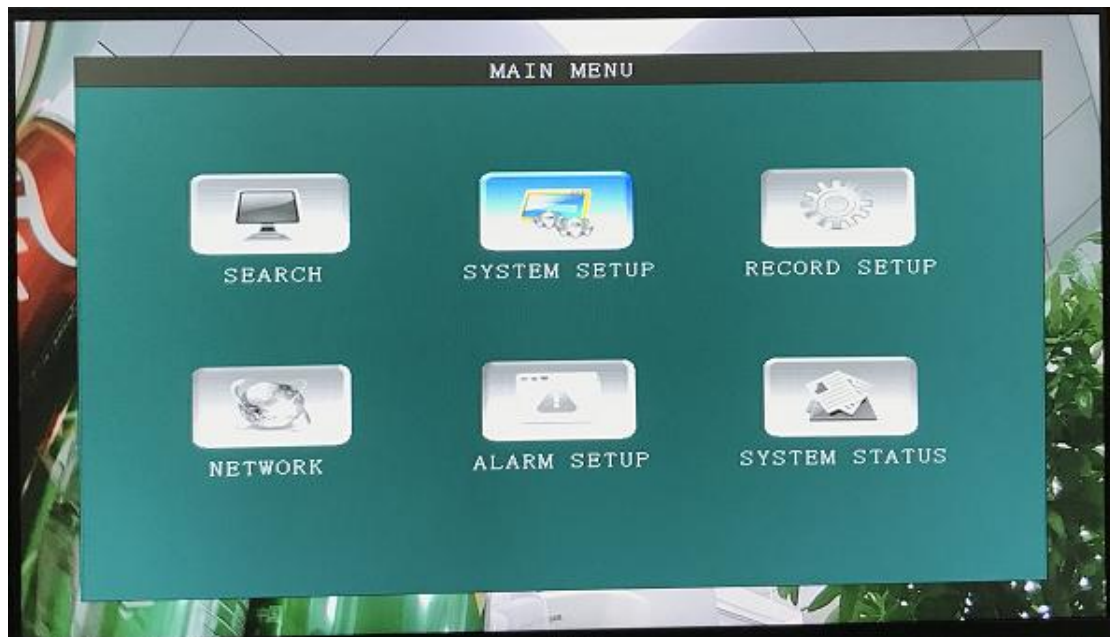 MAIN MENU
SEARCH
SYSTEM SETUP
RECORD SETUP
NETWORK
ALARM SETUP
SYSTEM STATUS